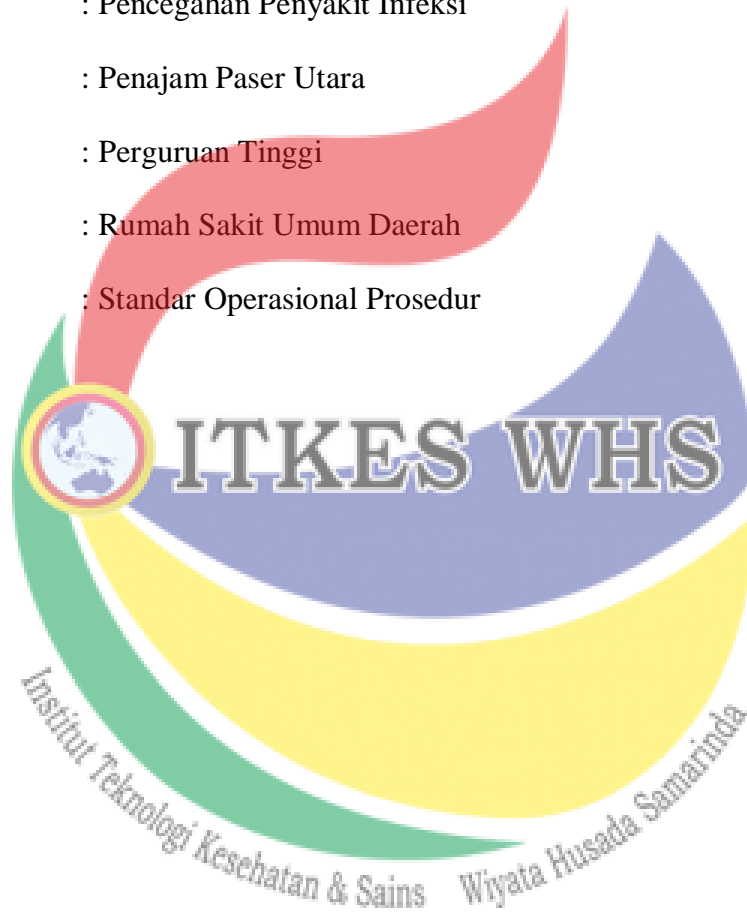 : Pencegahan Penyakit Infeksi
: Penajam Paser Utara
: Perguruan Tinggi
: Rumah Sakit Umum Daerah
: Standar Operasional Prosedur
ITKES WHS
Institut Teknologi Kesehatan & Sains Wiyata Husada Samarinda